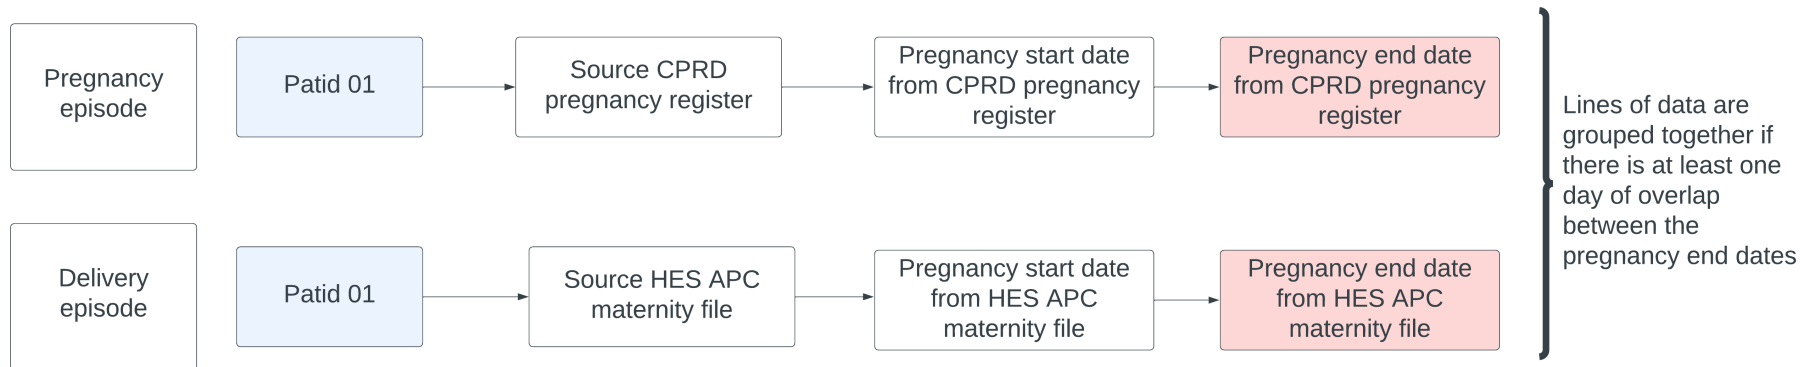 Pregnancy
episode
Patid 01
Source CPRD
pregnancy register
Pregnancy start date
from CPRD pregnancy
register
Pregnancy end date
from CPRD pregnancy
register
Delivery
episode
Patid 01
Source HES APC
maternity file
Pregnancy start date
from HES APC
maternity file
Pregnancy end date
from HES APC
maternity file
Lines of data are
grouped together if
there is at least one
day of overlap
between the
pregnancy end dates